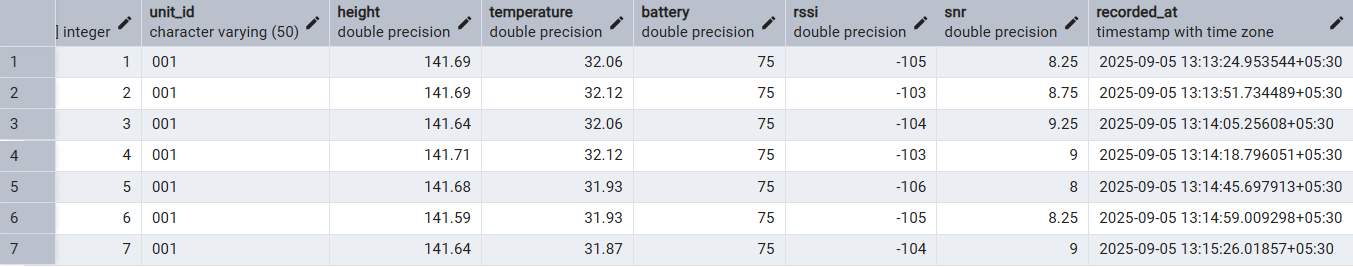 unit_id height temperature battery rssi snr recorded_at
] integer character varying (50) double precision double precision double precision double precision double precision timestamp with time zone
1 1 001 141.69 32.06 75 -105 8.25 2025-09-05 13:13:24.953544+05:30
2 2 001 141.69 32.12 75 -103 8.75 2025-09-05 13:13:51.734489+05:30
3 3 001 141.64 32.06 75 -104 9.25 2025-09-05 13:14:05.25608+05:30
4 4 001 141.71 32.12 75 -103 9 2025-09-05 13:14:18.796051+05:30
5 5 001 141.68 31.93 75 -106 8 2025-09-05 13:14:45.697913+05:30
6 6 001 141.59 31.93 75 -105 8.25 2025-09-05 13:14:59.009298+05:30
7 7 001 141.64 31.87 75 -104 9 2025-09-05 13:15:26.01857+05:30